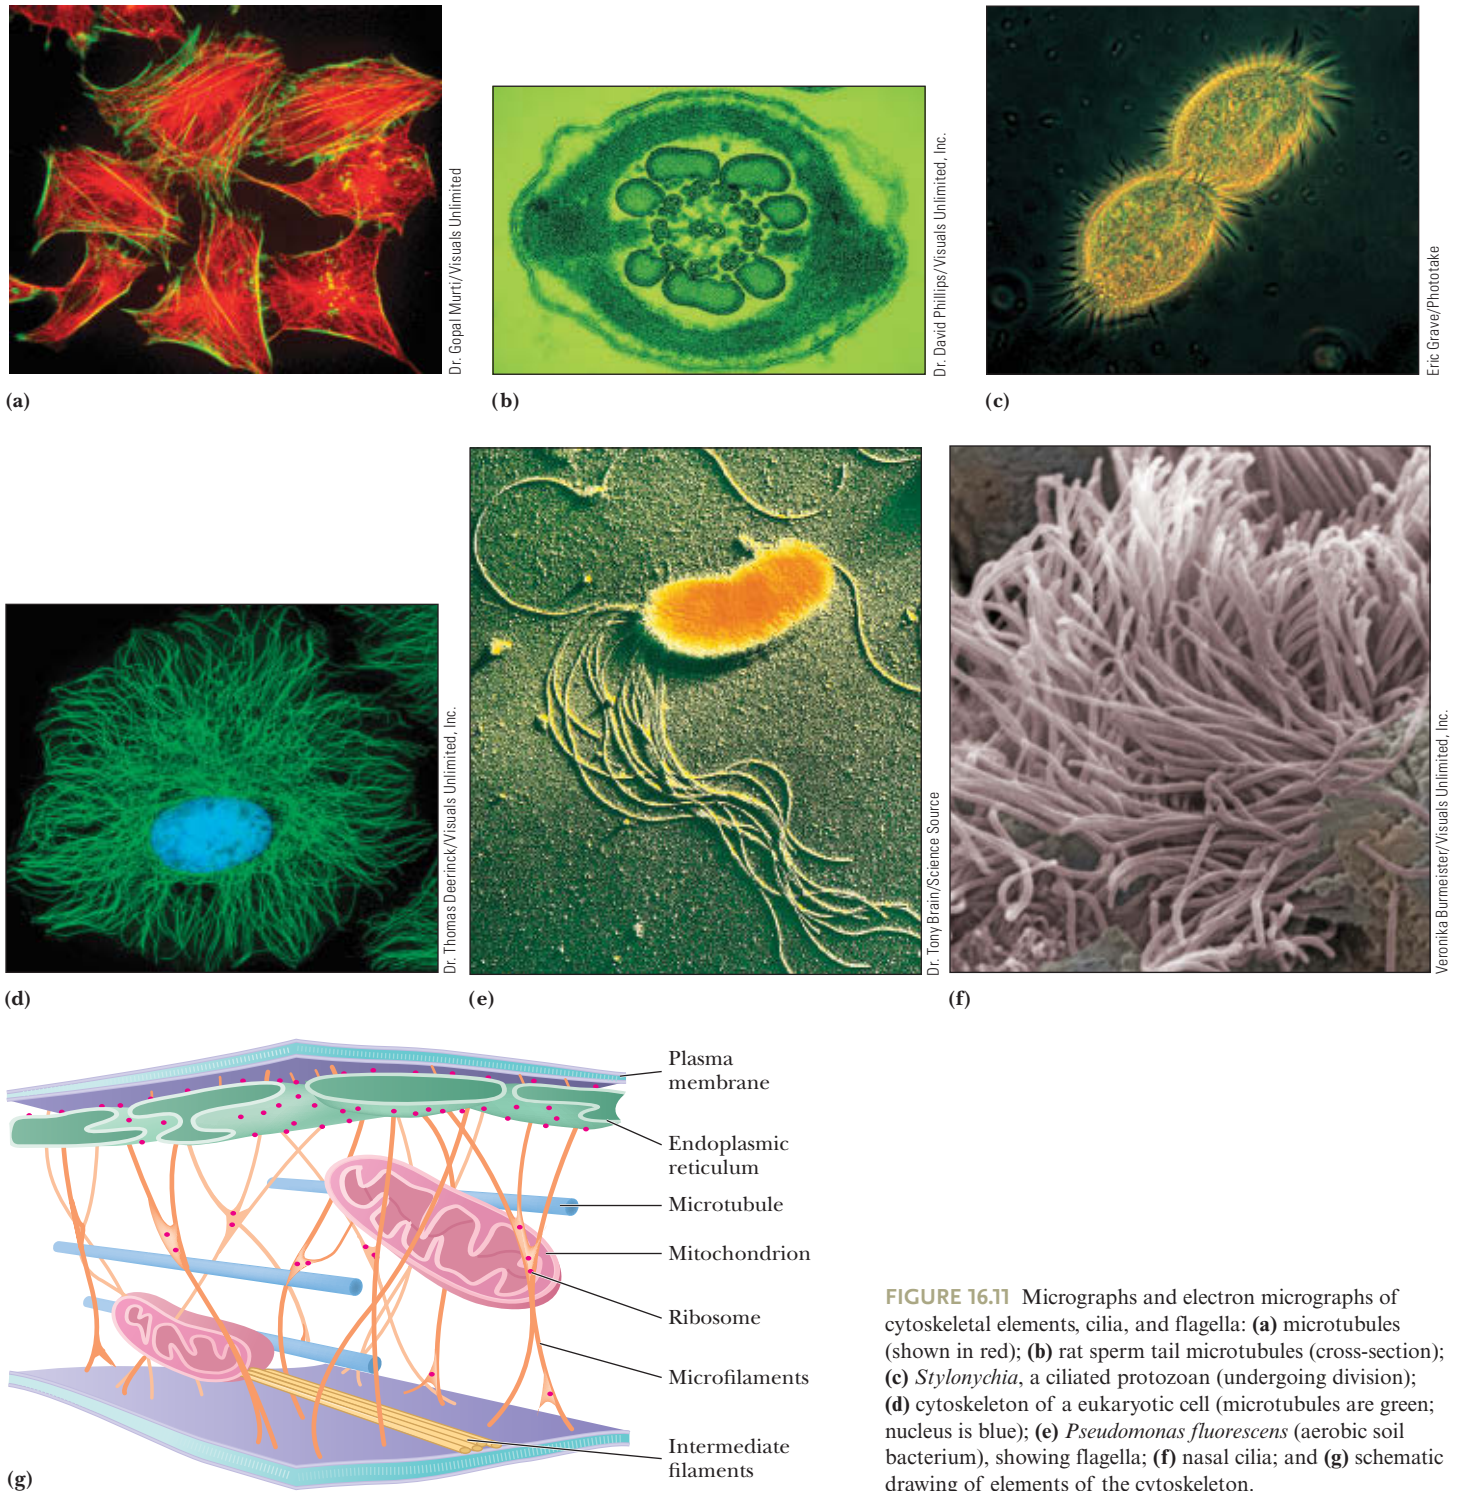 Dr. Gopal Murti/Visuals Unlimited
Dr. David Phillips/Visuals Unlimited, Inc.
Eric Grave/Phototake
(a)
(b)
(c)
Dr. Thomas Deerinck/Visuals Unlimited, Inc.
Dr. Tony Brain/Science Source
Veronika Burmeister/Visuals Unlimited, Inc.
(d)
(e)
(f)
Plasma
membrane
Endoplasmic
reticulum
Microtubule
Mitochondrion
Ribosome
Microfilaments
Intermediate
filaments
(g)
FIGURE 16.11 Micrographs and electron micrographs of
cytoskeletal elements, cilia, and flagella: (a) microtubules
(shown in red); (b) rat sperm tail microtubules (cross-section);
(c) Stylonychia, a ciliated protozoan (undergoing division);
(d) cytoskeleton of a eukaryotic cell (microtubules are green;
nucleus is blue); (e) Pseudomonas fluorescens (aerobic soil
bacterium), showing flagella; (f) nasal cilia; and (g) schematic
drawing of elements of the cytoskeleton.